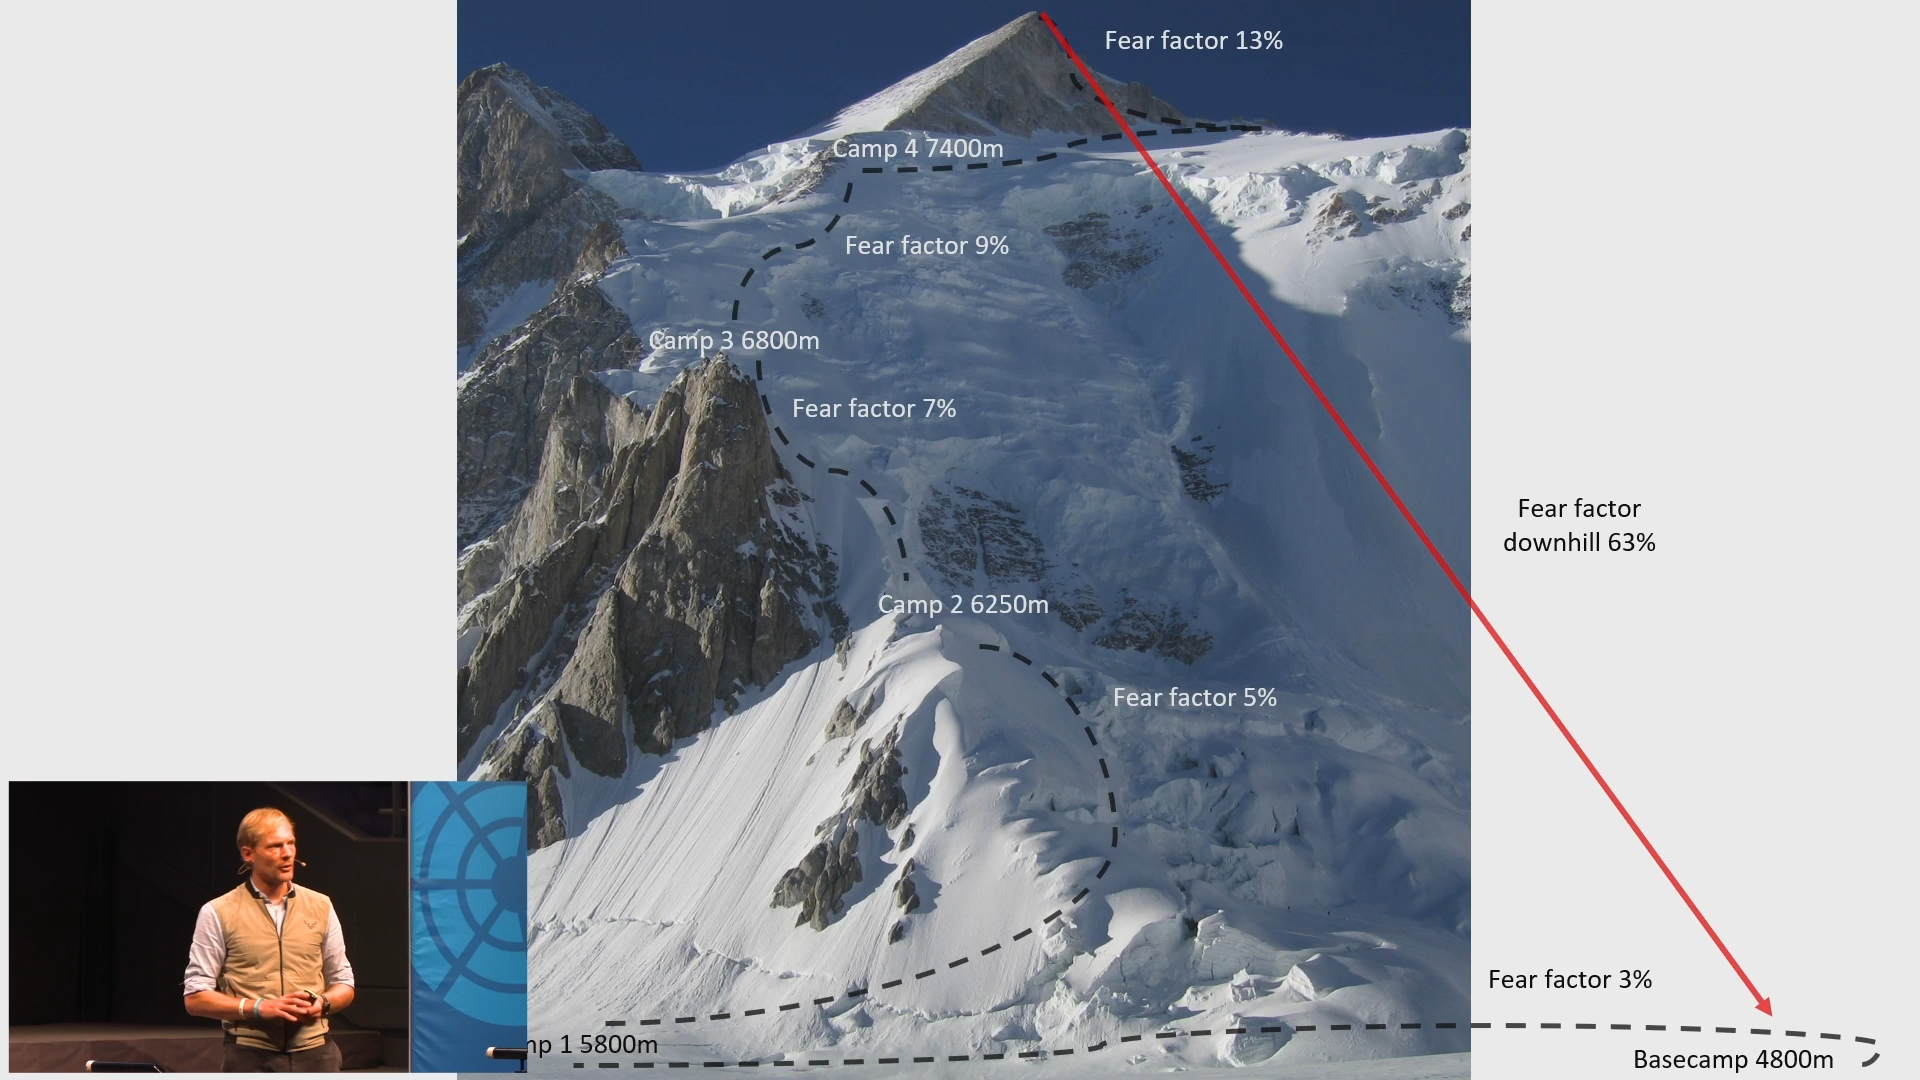 Fear factor 13%
Camp 4 7400m
Fear factor 9%
Camp 3 6800m
Fear factor 7%
Fear factor
downhill 63%
Camp 2 6250m
Fear factor 5%
Fear factor 3%
mp 1 5800m
Basecamp 4800m